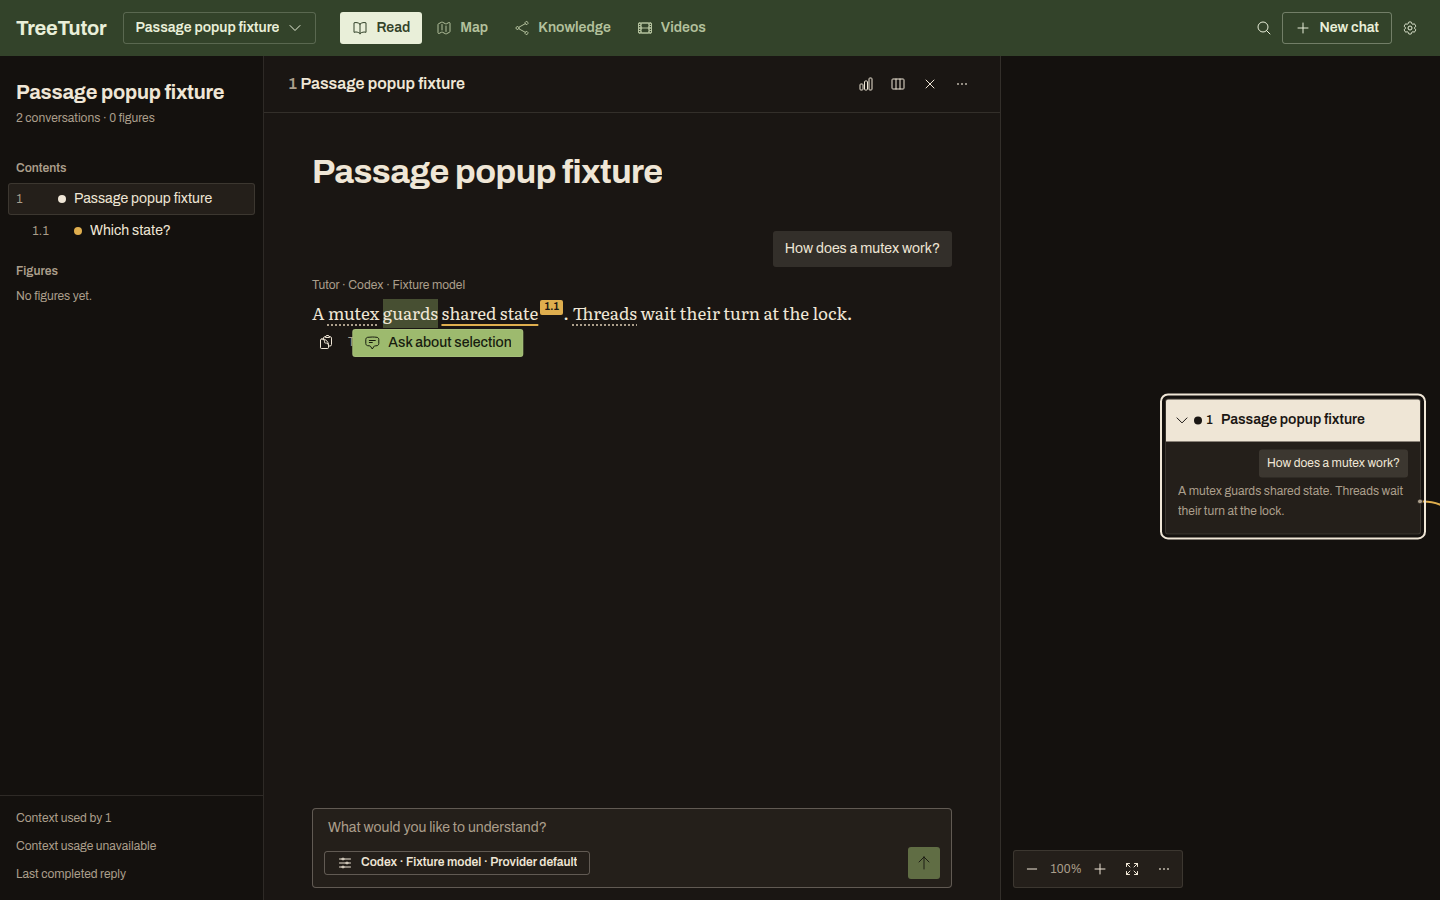 TreeTutor
Passage popup fixture
Read
Map
Knowledge
Videos
New chat
Passage popup fixture
2 conversations · 0 figures
Contents
1 Passage popup fixture
1.1 Which state?
Figures
No figures yet.
Context used by 1
Context usage unavailable
Last completed reply
1 Passage popup fixture
Passage popup fixture
How does a mutex work?
Tutor · Codex · Fixture model
A mutex guards shared state 1.1 . Threads wait their turn at the lock.
Ask about selection
What would you like to understand?
Codex · Fixture model · Provider default
1 Passage popup fixture
How does a mutex work?
A mutex guards shared state. Threads wait
their turn at the lock.
100%